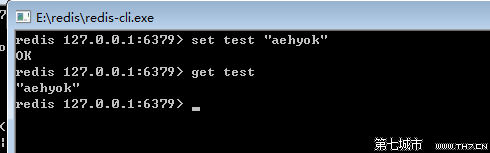 E:\redis\redis-cli.exe
redis 127.0.0.1:6379> set test "aehyok"
OK
redis 127.0.0.1:6379> get test
"aehyok"
redis 127.0.0.1:6379>
第七城市 www.TH7.CN